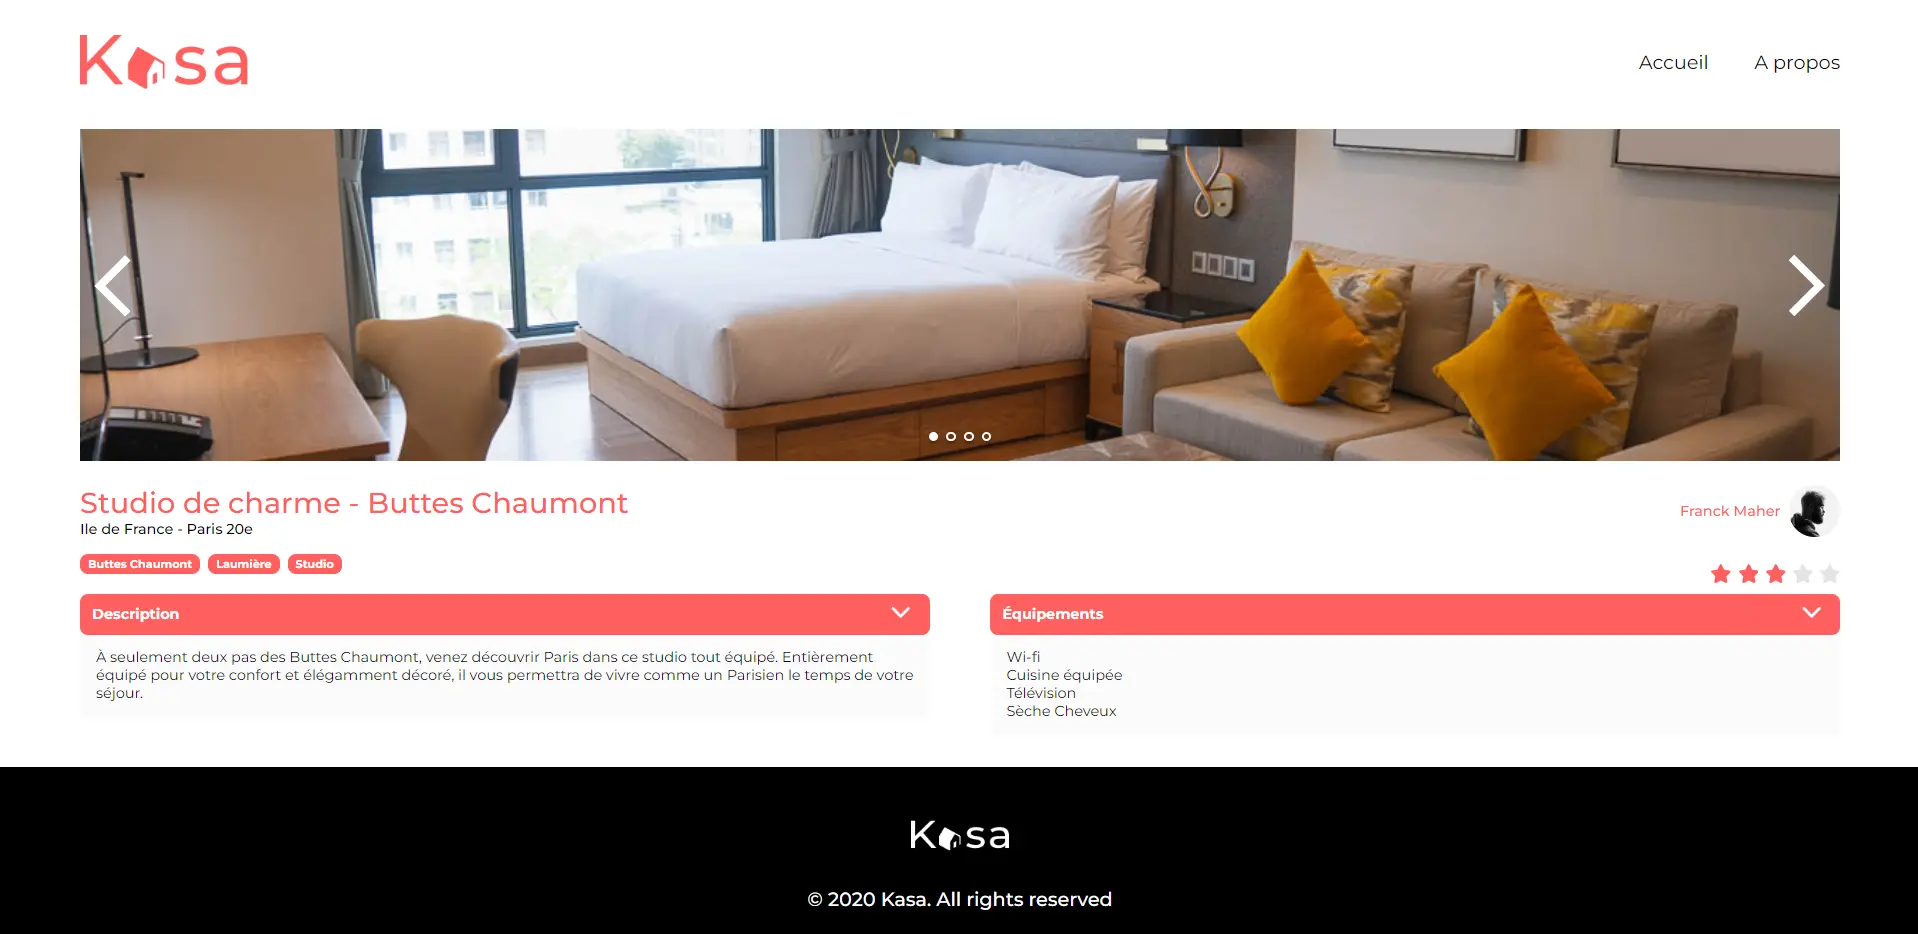 Kasa
Accueil
A propos
Studio de charme - Buttes Chaumont
Ile de France - Paris 20e
Franck Maher
Buttes Chaumont
Laumière
Studio
Description
À seulement deux pas des Buttes Chaumont, venez découvrir Paris dans ce studio tout équipé. Entièrement
équipé pour votre confort et élégamment décoré, il vous permettra de vivre comme un Parisien le temps de votre
séjour.
Équipements
Wi-fi
Cuisine équipée
Télévision
Sèche Cheveux
Kasa
© 2020 Kasa. All rights reserved